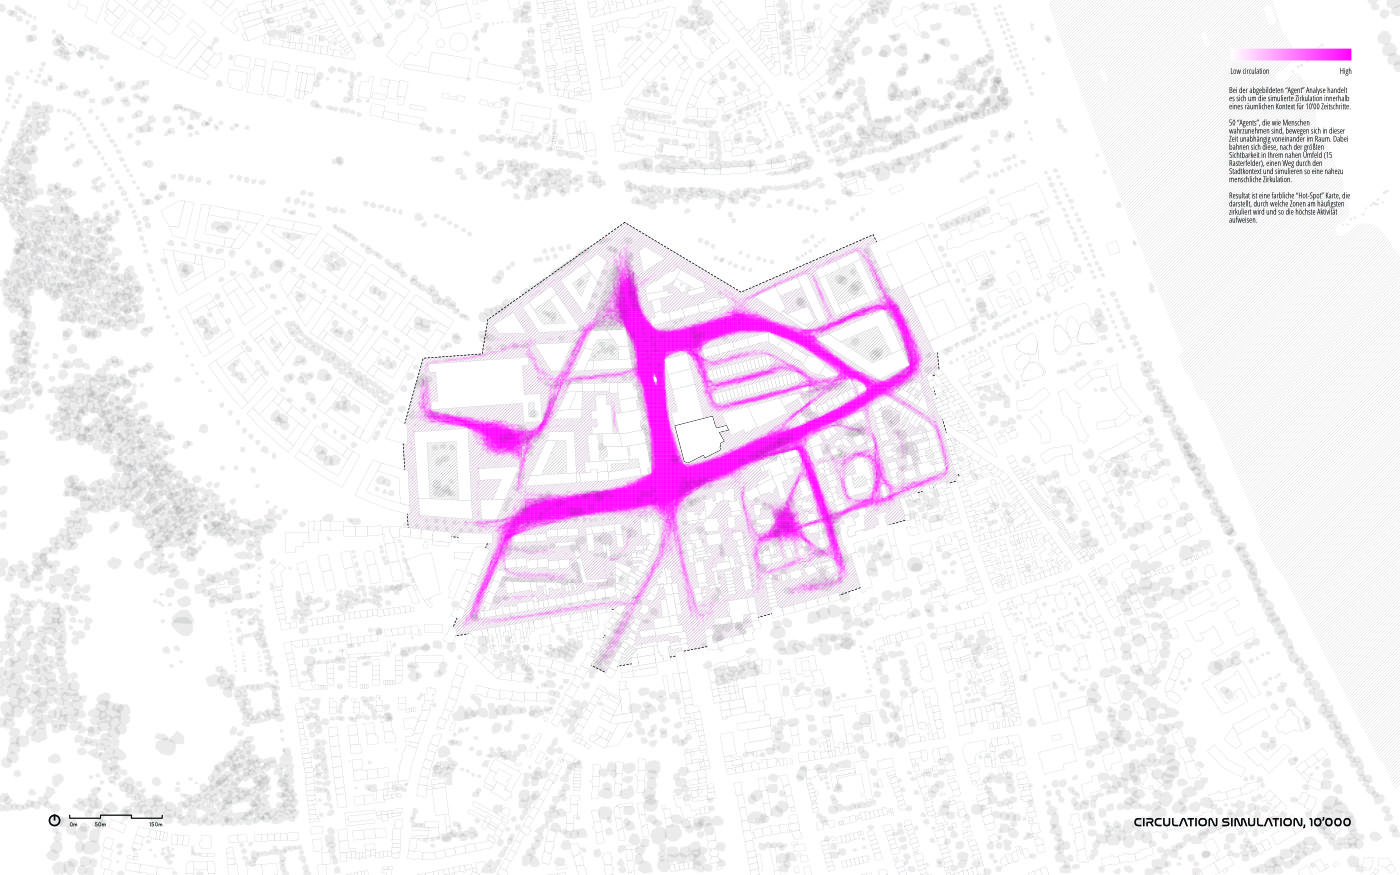 Low circulation High
Bei der abgebildeten "Agent" Analyse handelt
es sich um die simulierte Zirkulation innerhalb
eines räumlichen Kontext für 10'00 Zeitschritte.
50 "Agents", die wie Menschen
wahrzunehmen sind, bewegen sich in dieser
Zeit unabhängig voneinander im Raum. Dabei
bahnen sich diese, nach der größten
Sichtbarkeit in Ihrem nahen Umfeld (15
Rasterfelder), einen Weg durch den
Stadtkontext und simulieren so eine nahezu
menschliche Zirkulation.
Resultat ist eine farbliche "Hot-Spot" Karte, die
darstellt, durch welche Zonen am häufigsten
zirkuliert wird und so die höchste Aktivität
aufweisen.
0m 50m 150m
CIRCULATION SIMULATION, 10'000